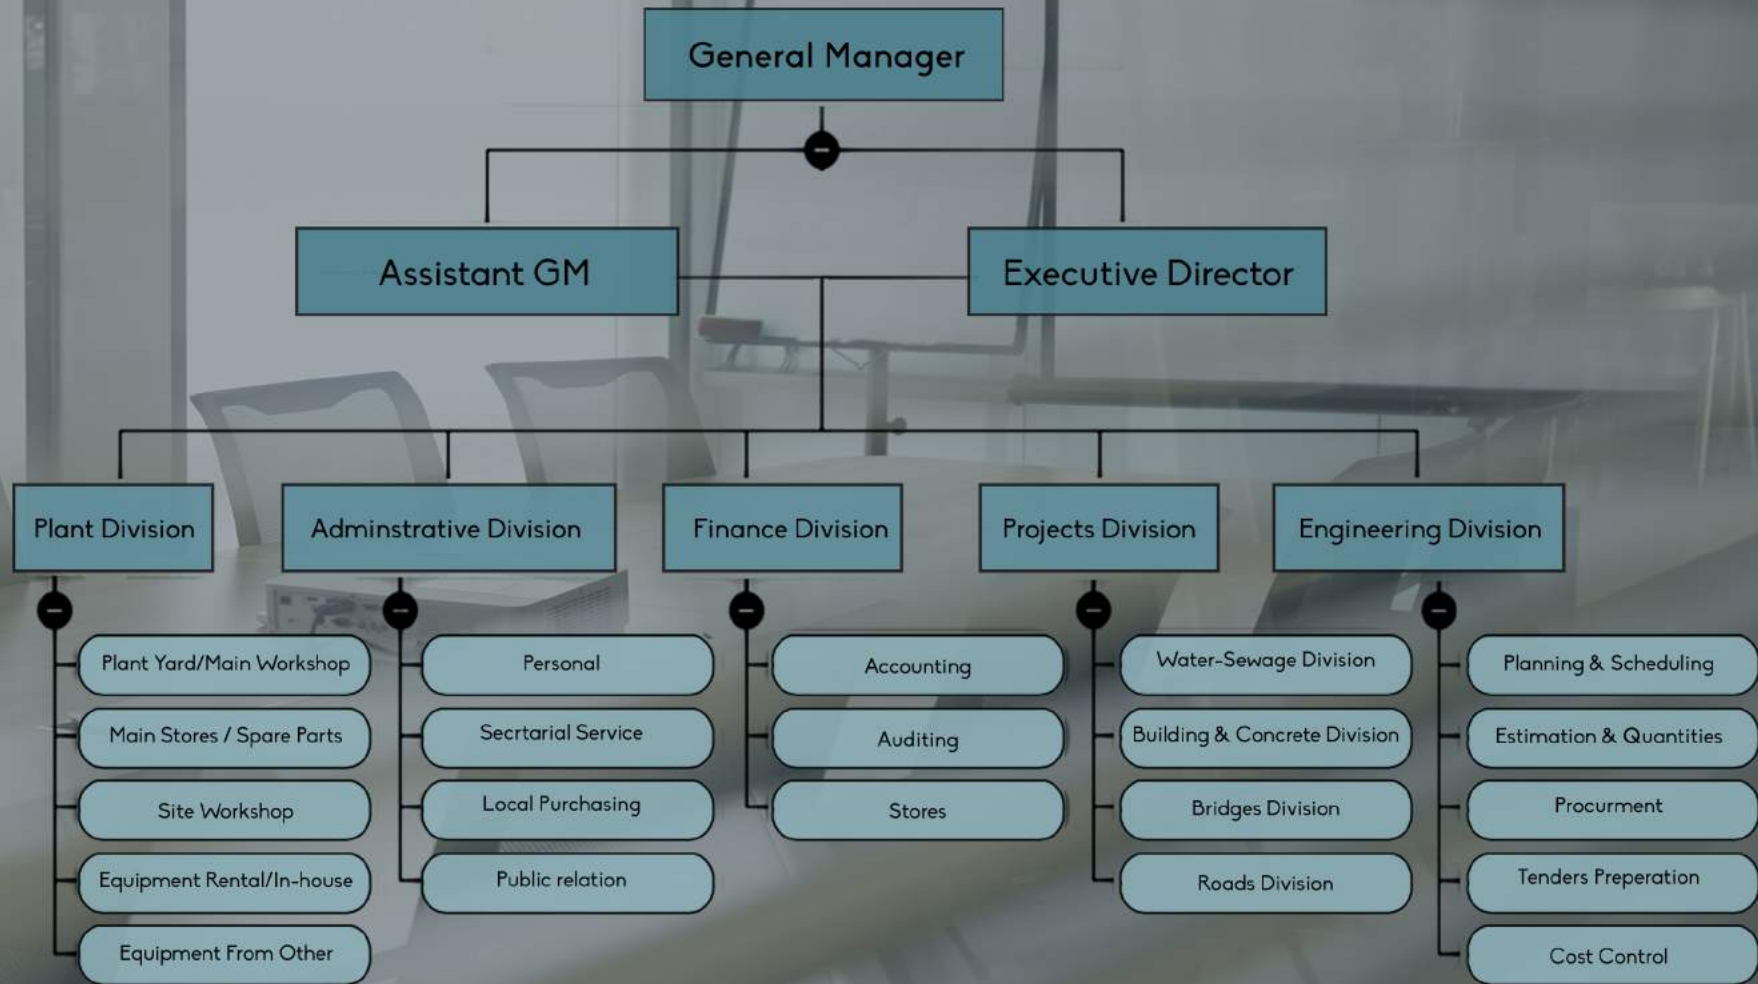 General Manager
Assistant GM
Executive Director
Plant Division
Adminstrative Division
Finance Division
Projects Division
Engineering Division
Plant Yard/Main Workshop
Main Stores / Spare Parts
Site Workshop
Equipment Rental/In-house
Equipment From Other
Personal
Secrtarial Service
Local Purchasing
Public relation
Accounting
Auditing
Stores
Water-Sewage Division
Building & Concrete Division
Bridges Division
Roads Division
Planning & Scheduling
Estimation & Quantities
Procurment
Tenders Preperation
Cost Control